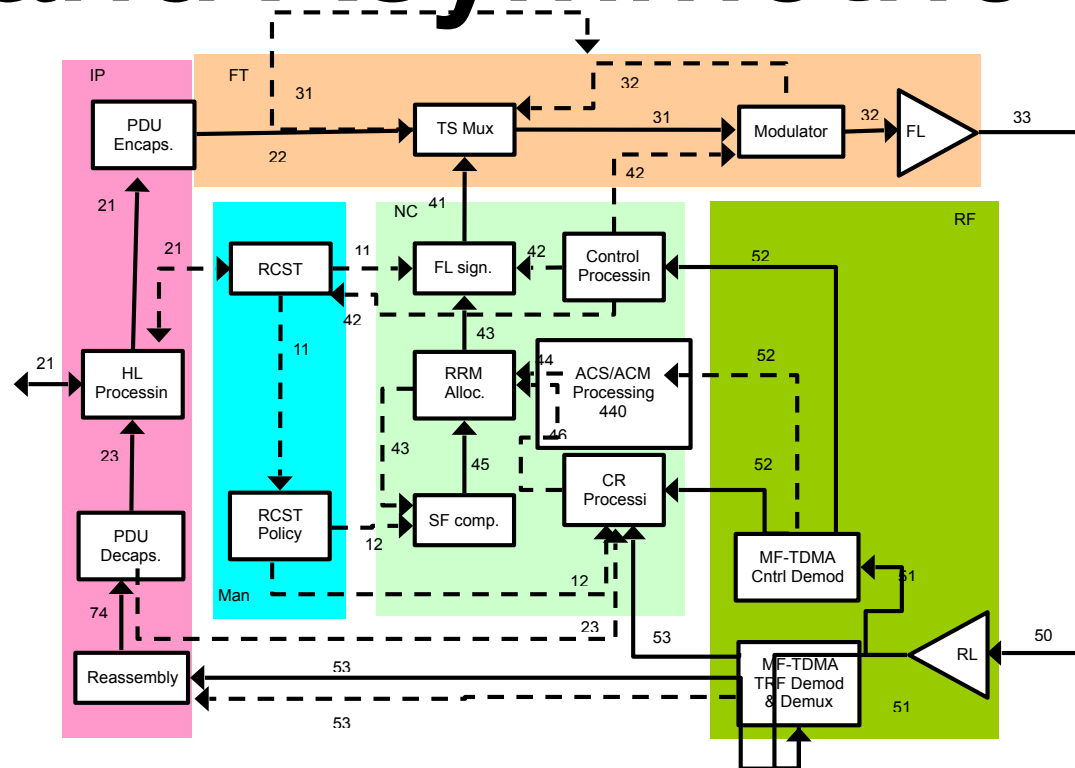 IP
FT
31
32
PDU
Encaps.
TS Mux
31
Modulator
32
FL
33
22
42
21
41
NC
RF
21
RCST
11
FL sign.
42
Control
Processin
52
42
43
11
21
HL
Processin
RRM
Alloc.
44
ACS/ACM
Processing
440
52
46
23
43
45
CR
Processi
52
PDU
Decaps.
RCST
Policy
12
SF comp.
MF-TDMA
Cntrl Demod
51
Man
12
74
23
53
50
Reassembly
53
MF-TDMA
TRF Demod
& Demux
RL
51
53